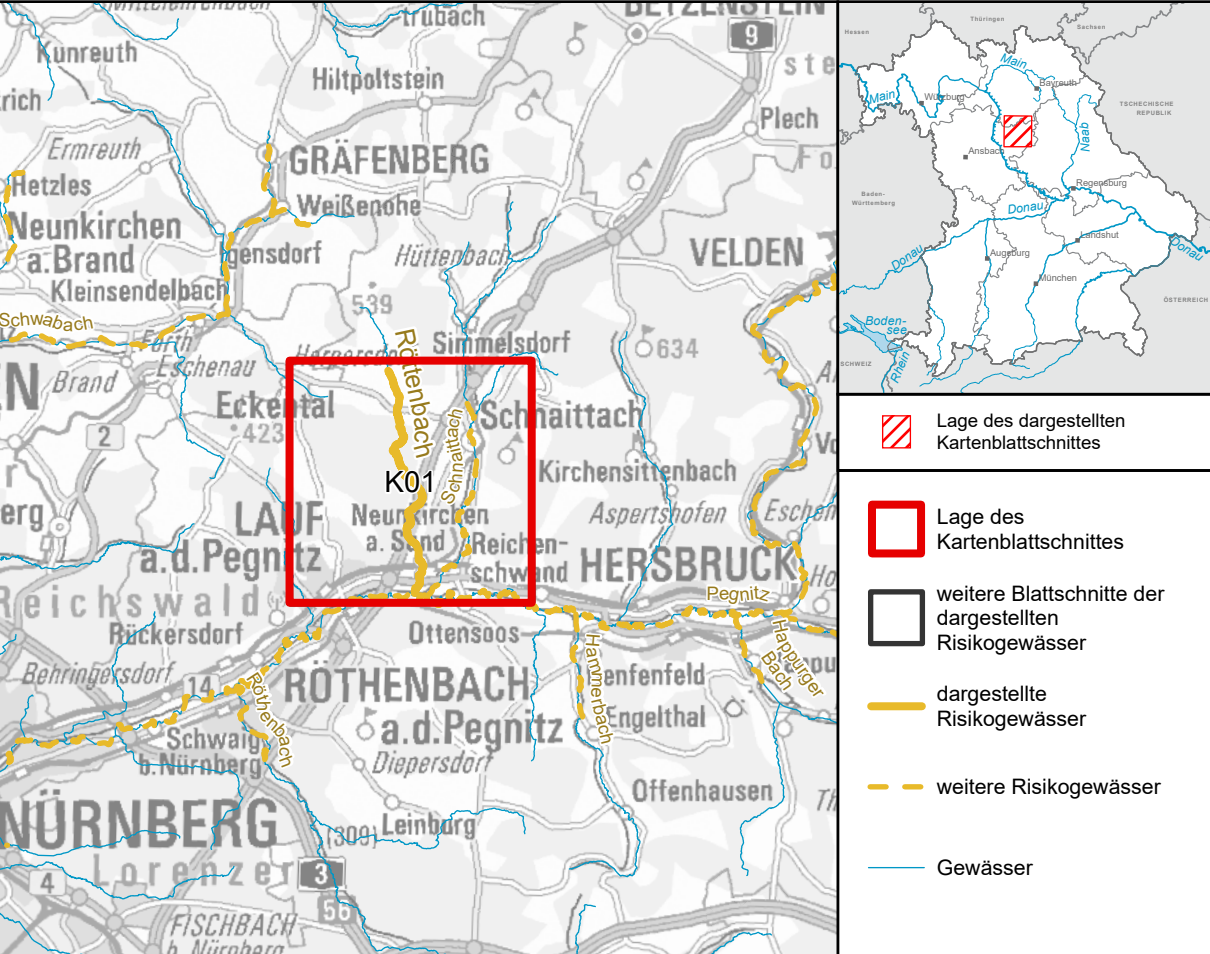 Kunreuth
Trubach
BETZENSTEIN
9
Hiltpoltstein
Plech
Ermreuth
GRÄFENBERG
Hetzles
Weißenohe
Neunkirchen
a.Brand
gensdorf
Hüttenbach
VELDEN
Kleinsendelbach
539
Schwabach
Forth
Simmelsdorf
634
Eschenau
Brand
Röttenbach
Eckental
423
Schnaittach
Schnaittach
2
Kirchensittenbach
K01
LAUF
a.d.Pegnitz
Neunkirchen
a. Sand
Aspertshofen
Reichen-
schwand
HERSBRUCK
Reichswald
Pegnitz
Rückersdorf
Ottensoos
Behringersdorf
14
RÖTHENBACH
a.d.Pegnitz
Röthenbach
Hammerbach
enfenfeld
Happurger
Bach
Engelthal
Schwaig
b.Nürnberg
Diepersdorf
Offenhausen
NÜRNBERG
(309)
Leinburg
Lorenzer
3
4
56
FISCHBACH
b. Nürnberg
Thüringen
Hessen
Sachsen
Main
Main
Bayreuth
Würzburg
TSCHECHISCHE
REPUBLIK
Naab
Ansbach
Baden-
Württemberg
Regensburg
Donau
Landshut
Donau
Donau
Augsburg
München
ÖSTERREICH
Boden-
see
SCHWEIZ
Rhein
Lage des dargestellten
Kartenblattschnittes
Lage des
Kartenblattschnittes
weitere Blattschnitte der
dargestellten
Risikogewässer
dargestellte
Risikogewässer
weitere Risikogewässer
Gewässer